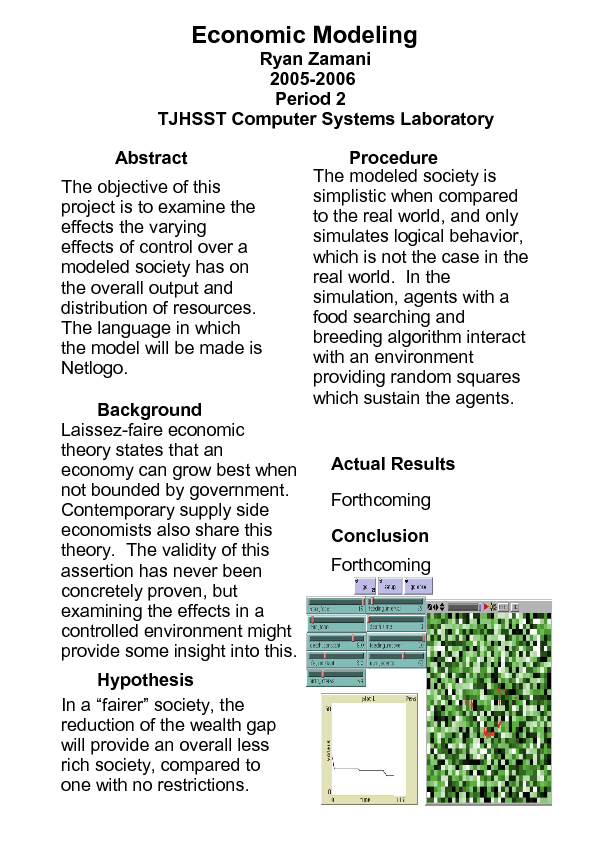 Economic Modeling
Ryan Zamani
2005-2006
Period 2
TJHSST Computer Systems Laboratory
Abstract
The objective of this
project is to examine the
effects the varying
effects of control over a
modeled society has on
the overall output and
distribution of resources.
The language in which
the model will be made is
Netlogo.
Background
Laissez-faire economic
theory states that an
economy can grow best when
not bounded by government.
Contemporary supply side
economists also share this
theory.  The validity of this
assertion has never been
concretely proven, but
examining the effects in a
controlled environment might
provide some insight into this.
Hypothesis
In a “fairer” society, the
reduction of the wealth gap
will provide an overall less
rich society, compared to
one with no restrictions.
Procedure
The modeled society is
simplistic when compared
to the real world, and only
simulates logical behavior,
which is not the case in the
real world.  In the
simulation, agents with a
food searching and
breeding algorithm interact
with an environment
providing random squares
which sustain the agents.
Actual Results
Forthcoming
Conclusion
Forthcoming
go
setup
go once
plot 1
Pens
0
time
117